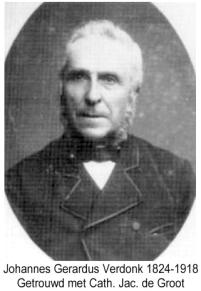 Johannes Gerardus Verdonk 1824-1918
Getrouwd met Cath. Jac. de Groot